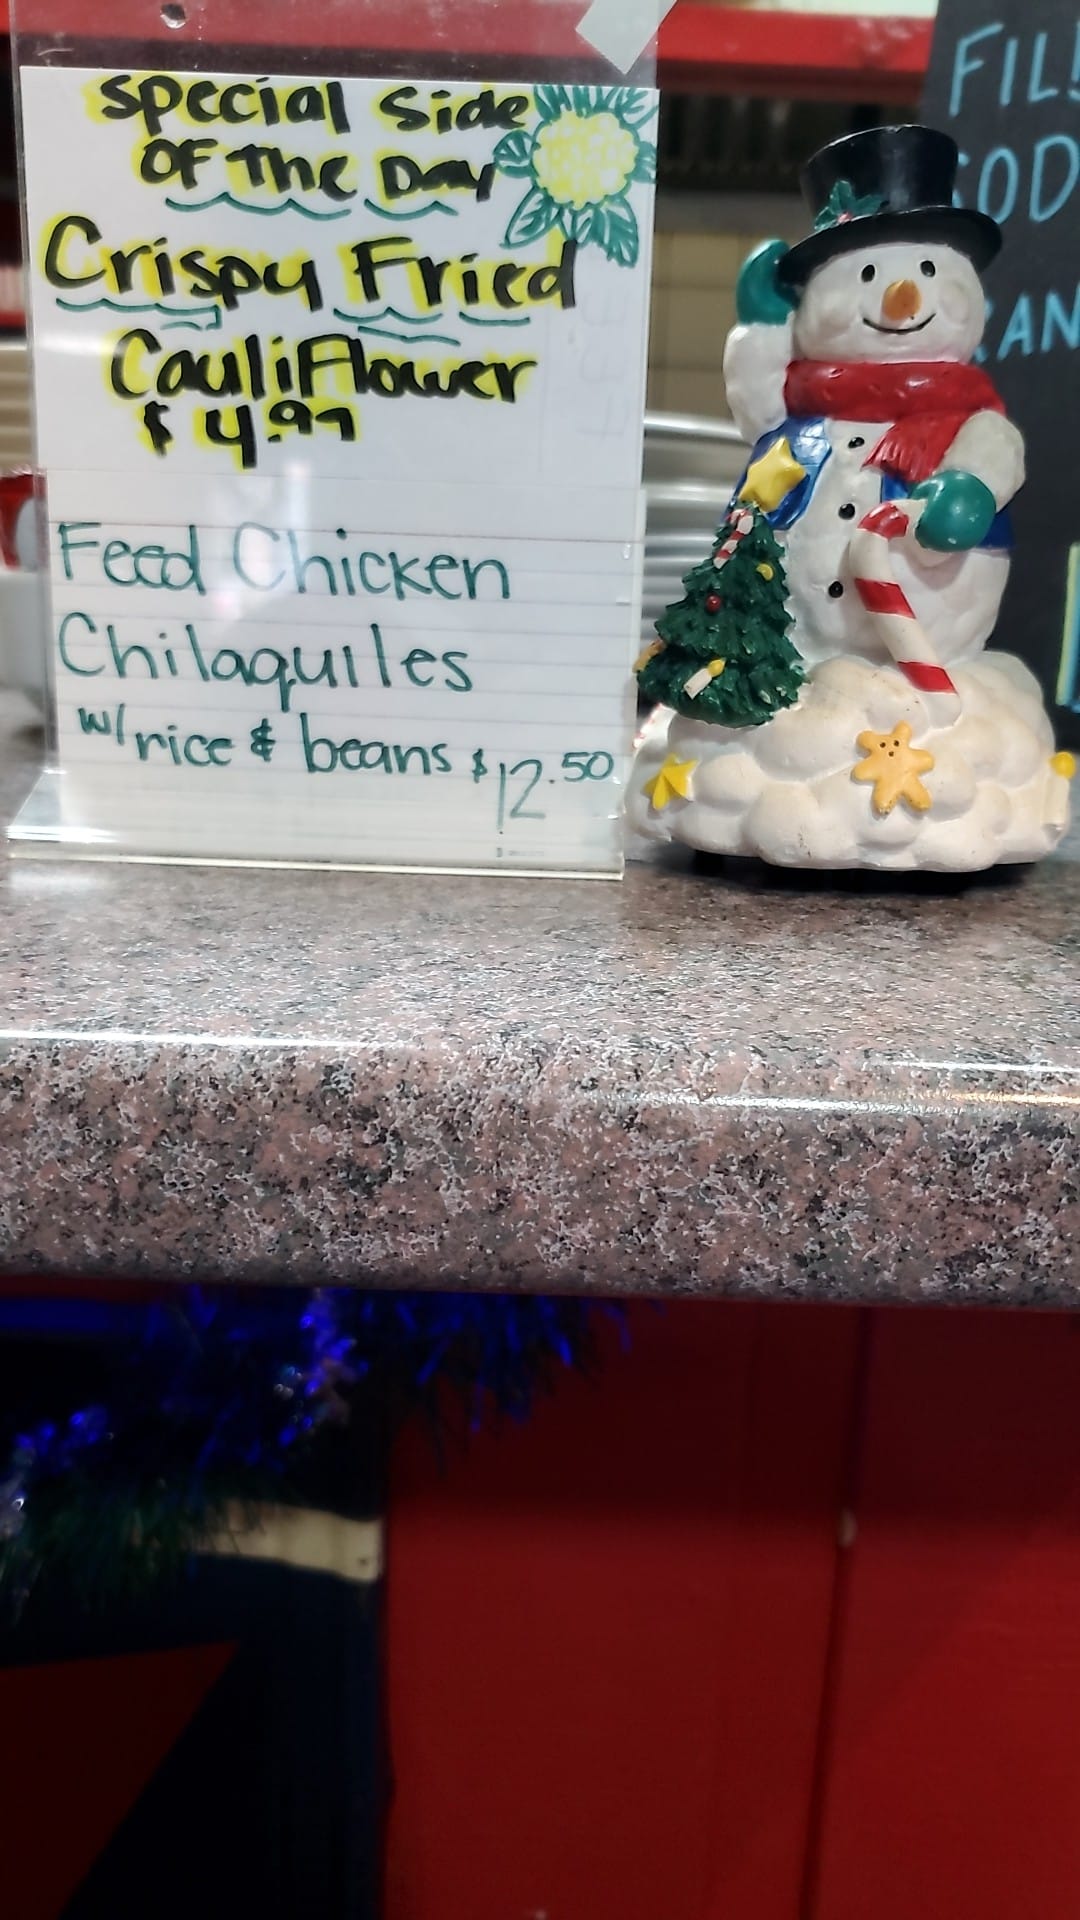 Special Side
OF The Day
Crispy Fried
CauliFlower
$4.99
Feed Chicken
Chilaquiles
w/rice & beans $12.50